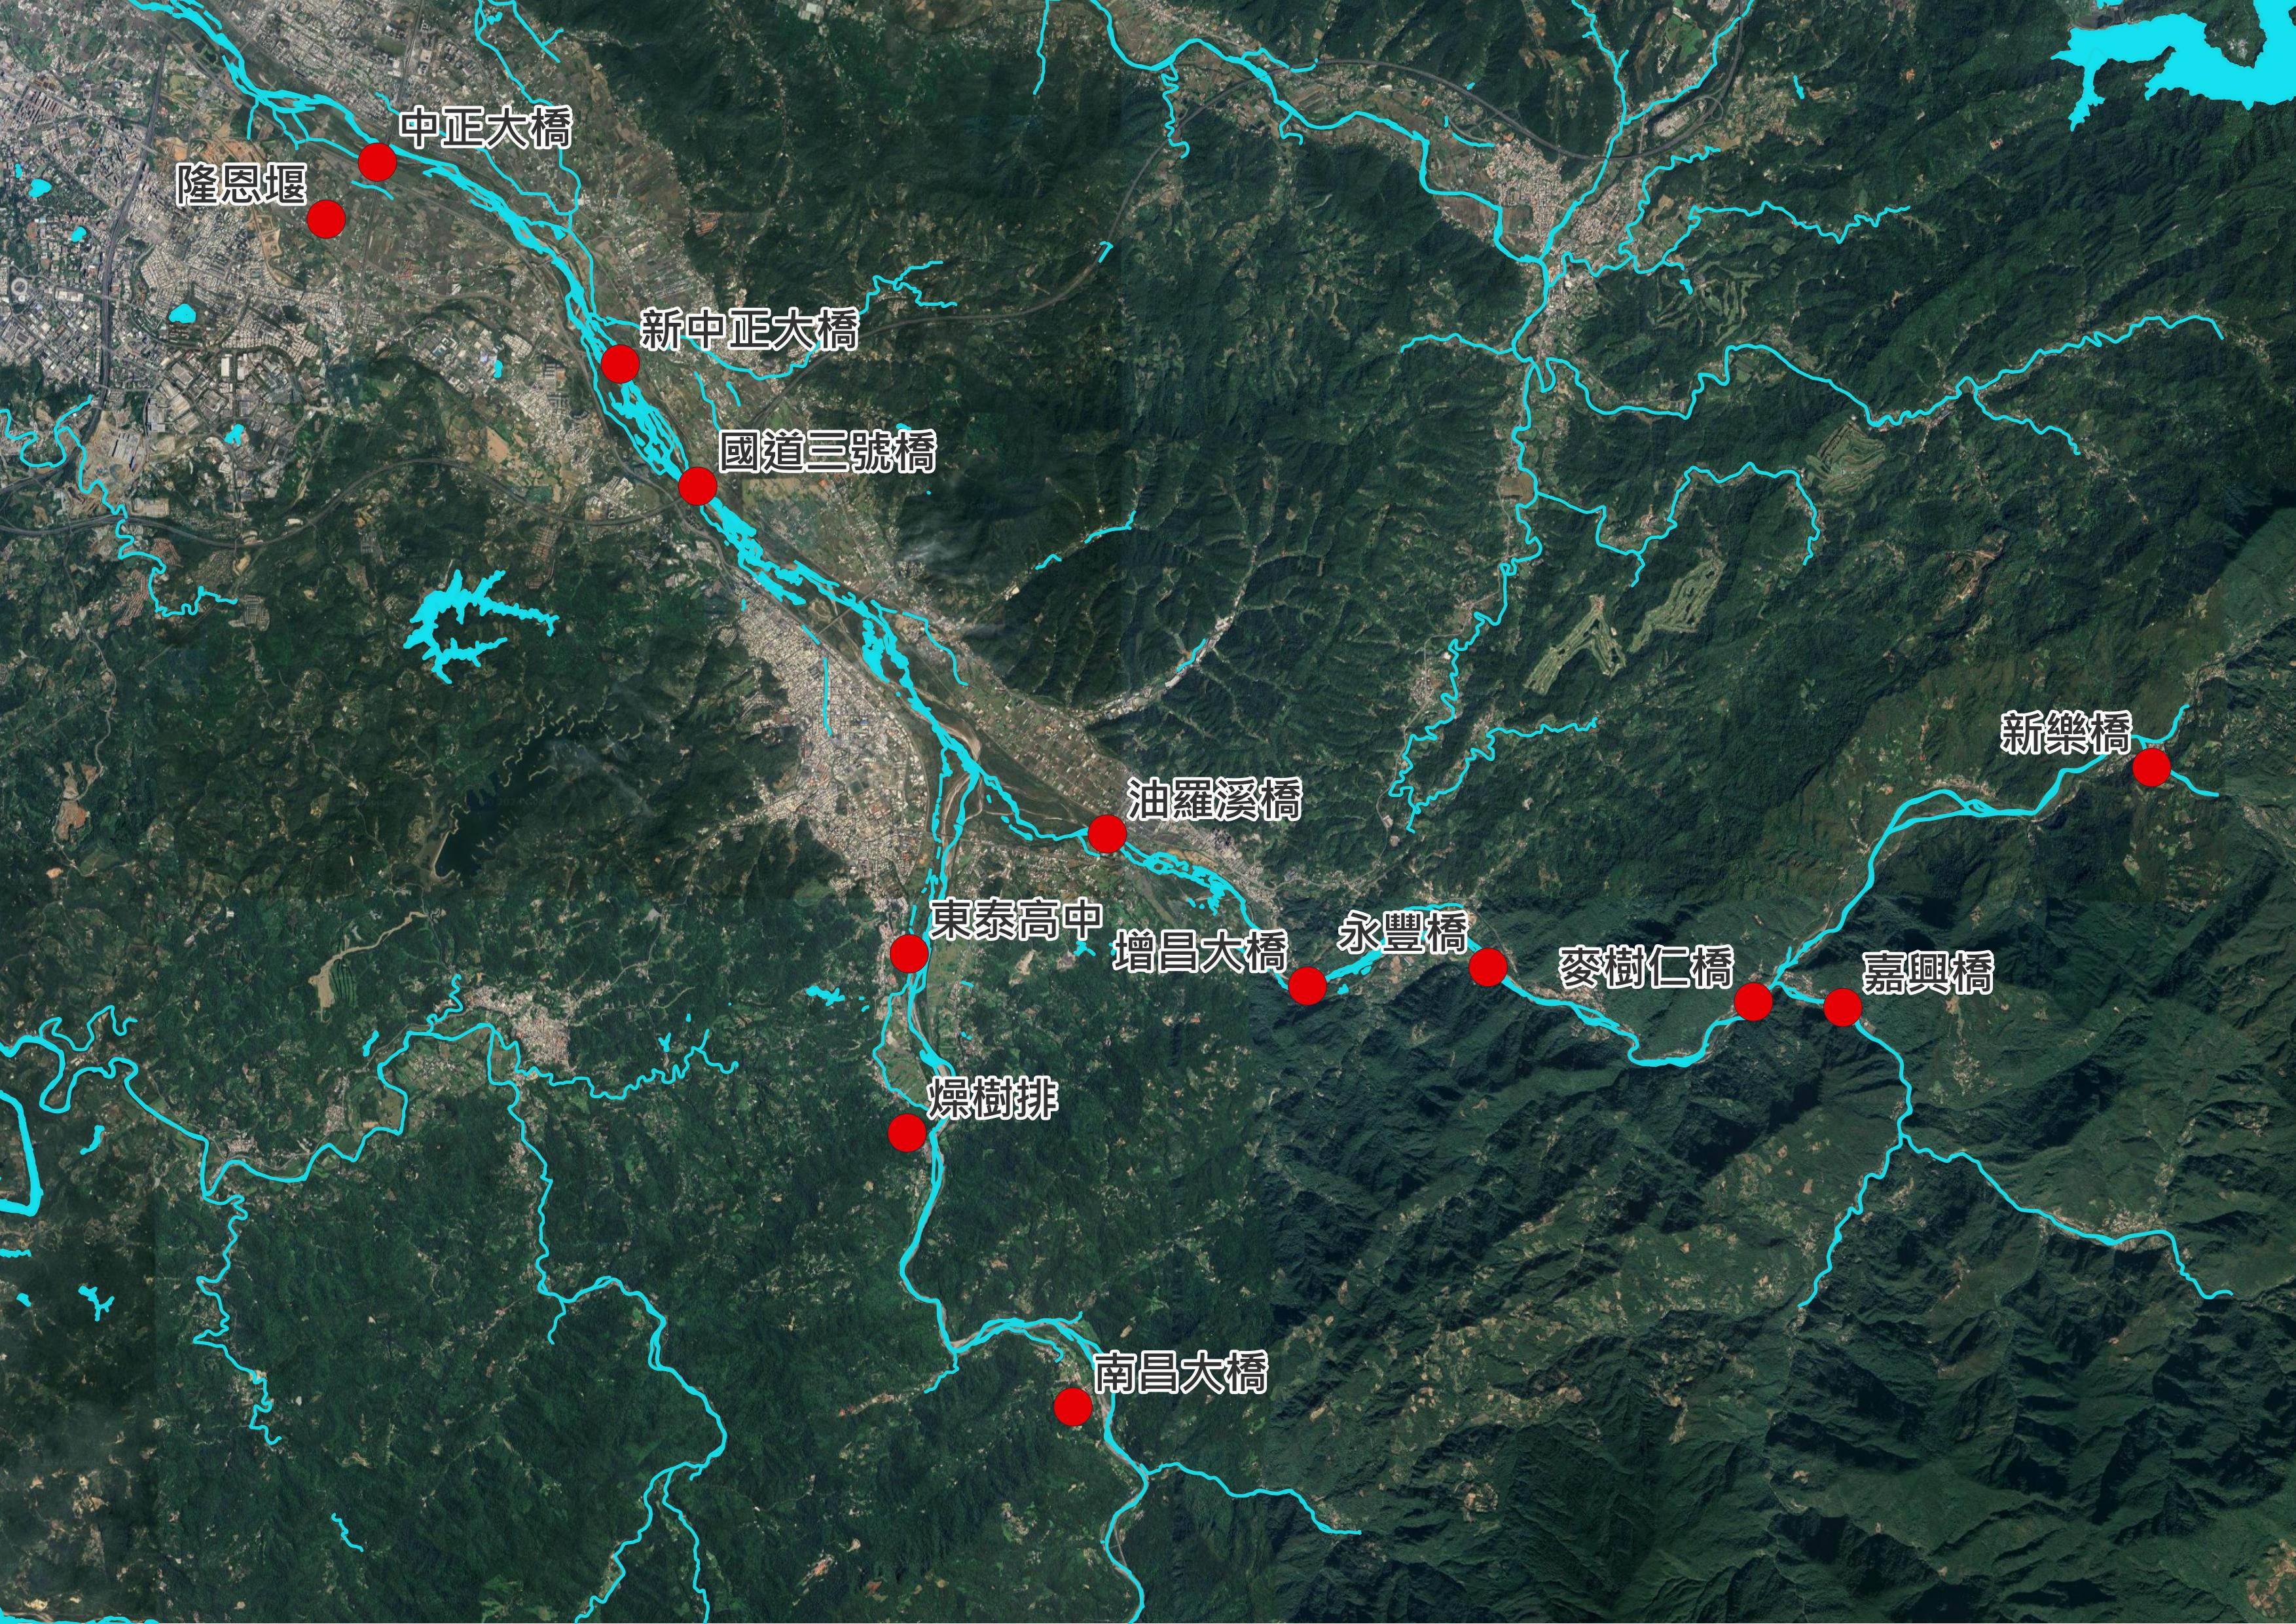 中正大橋
隆恩堰
新中正大橋
國道三號橋
新樂橋
油羅溪橋
東泰高中
永豐橋
增昌大橋
麥樹仁橋
嘉興橋
燥樹排
南昌大橋